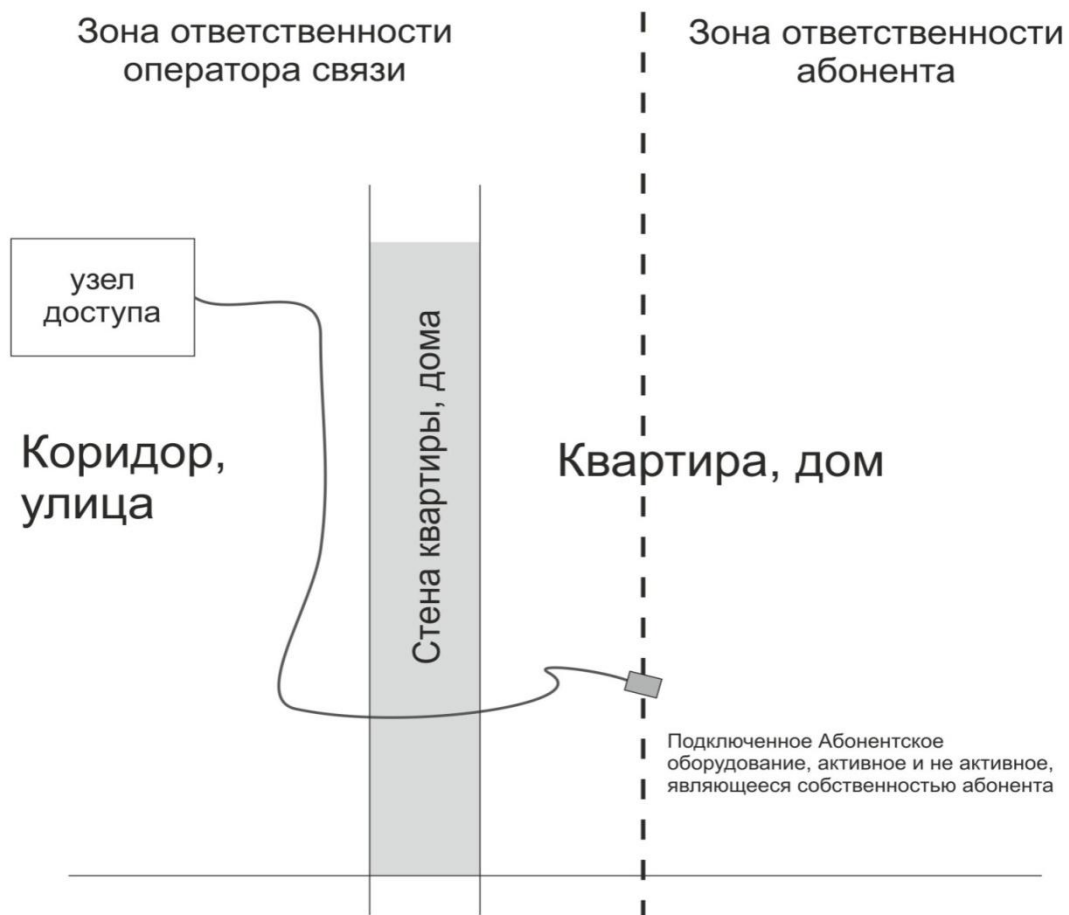 Зона ответственности
оператора связи
Зона ответственности
абонента
узел
доступа
Стена квартиры, дома
Коридор,
улица
Квартира, дом
Подключенное Абонентское
оборудование, активное и не активное,
являющееся собственностью абонента